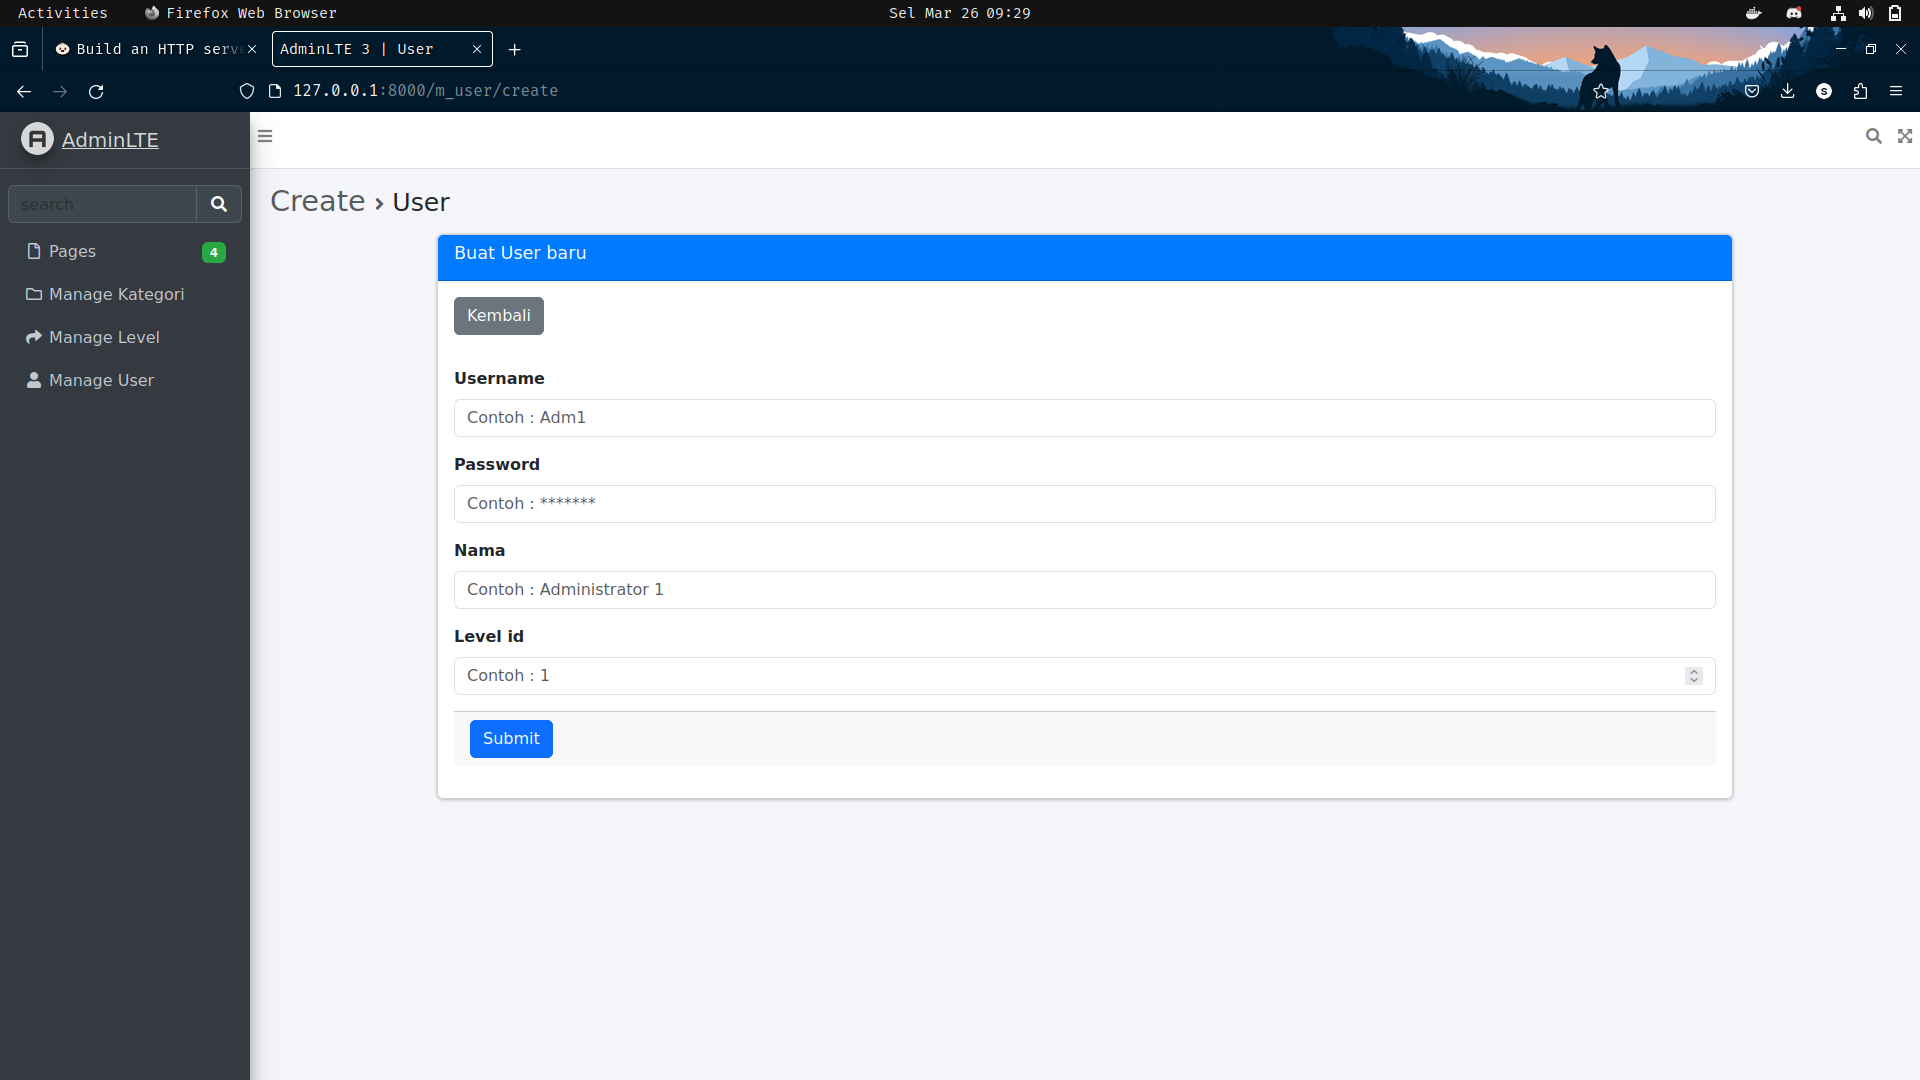 Activities Firefox Web Browser Sel Mar 26 09:29
Build an HTTP serve AdminLTE 3 | User
127.0.0.1:8000/m_user/create
AdminLTE
search
Pages 4
Manage Kategori
Manage Level
Manage User
Create › User
Buat User baru
Kembali
Username
Contoh : Adm1
Password
Contoh : *******
Nama
Contoh : Administrator 1
Level id
Contoh : 1
Submit